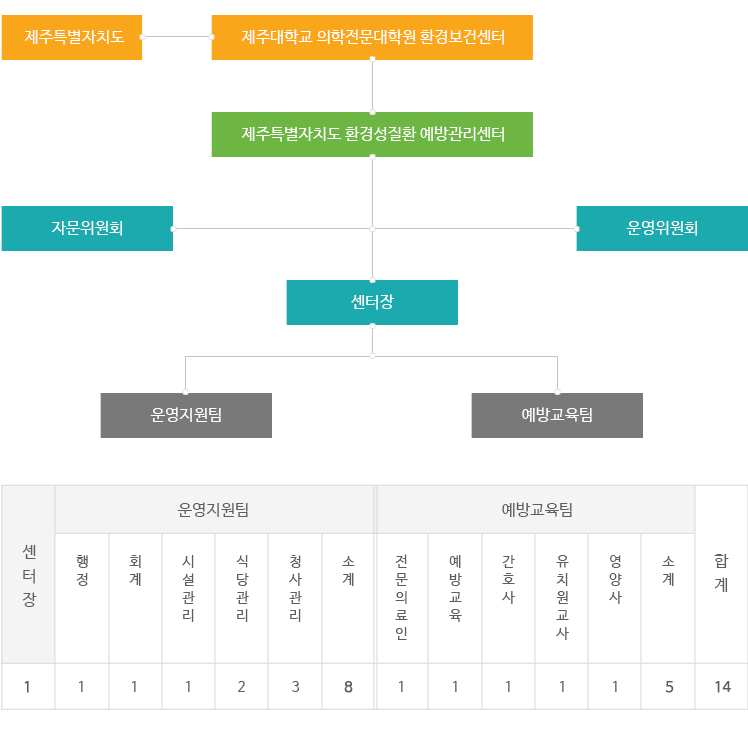 제주특별자치도
제주대학교 의학전문대학원 환경보건센터
제주특별자치도 환경성질환 예방관리센터
자문위원회
운영위원회
센터장
운영지원팀
예방교육팀
센터장
운영지원팀
예방교육팀
합계
행정
회계
시설관리
식당관리
청사관리
소계
전문의료인
예방교육
간호사
유치원교사
영양사
소계
1 1 1 1 2 3 8 1 1 1 1 1 5 14